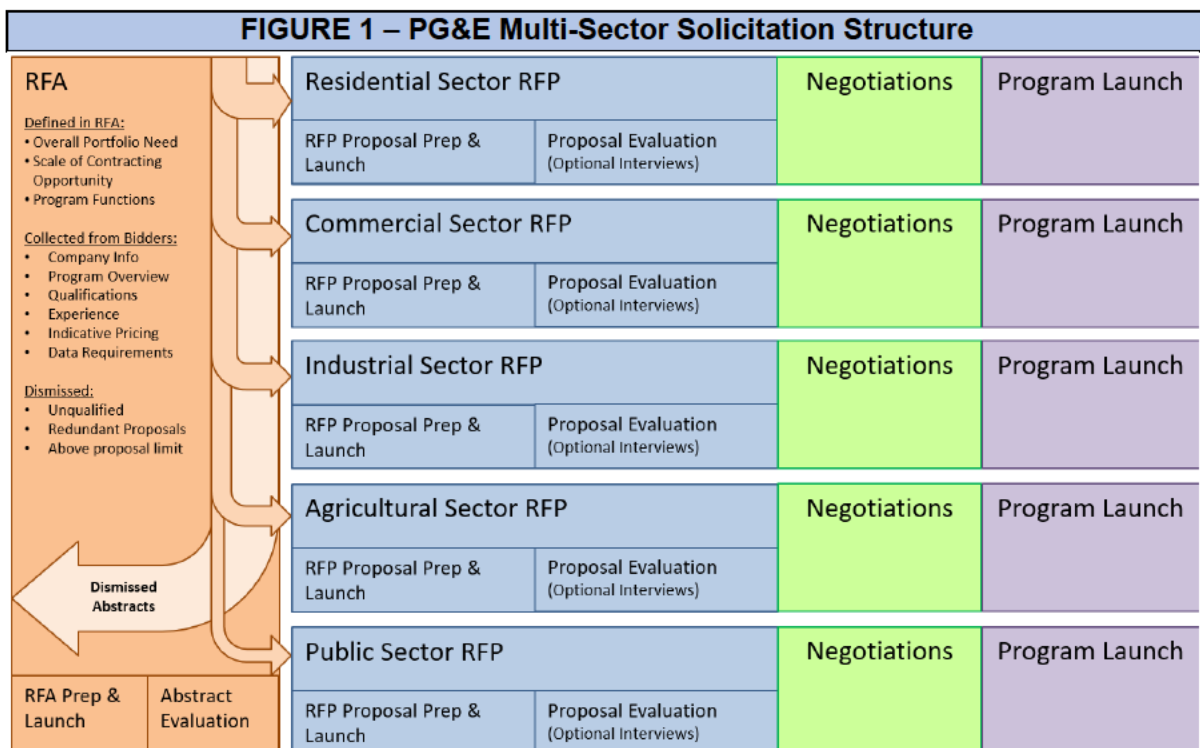 FIGURE 1 – PG&E Multi-Sector Solicitation Structure
RFA
Defined in RFA:
• Overall Portfolio Need
• Scale of Contracting
Opportunity
• Program Functions
Collected from Bidders:
• Company Info
• Program Overview
• Qualifications
• Experience
• Indicative Pricing
• Data Requirements
Dismissed:
• Unqualified
• Redundant Proposals
• Above proposal limit
Dismissed
Abstracts
RFA Prep &
Launch
Abstract
Evaluation
Residential Sector RFP
RFP Proposal Prep &
Launch
Proposal Evaluation
(Optional Interviews)
Negotiations
Program Launch
Commercial Sector RFP
RFP Proposal Prep &
Launch
Proposal Evaluation
(Optional Interviews)
Negotiations
Program Launch
Industrial Sector RFP
RFP Proposal Prep &
Launch
Proposal Evaluation
(Optional Interviews)
Negotiations
Program Launch
Agricultural Sector RFP
RFP Proposal Prep &
Launch
Proposal Evaluation
(Optional Interviews)
Negotiations
Program Launch
Public Sector RFP
RFP Proposal Prep &
Launch
Proposal Evaluation
(Optional Interviews)
Negotiations
Program Launch